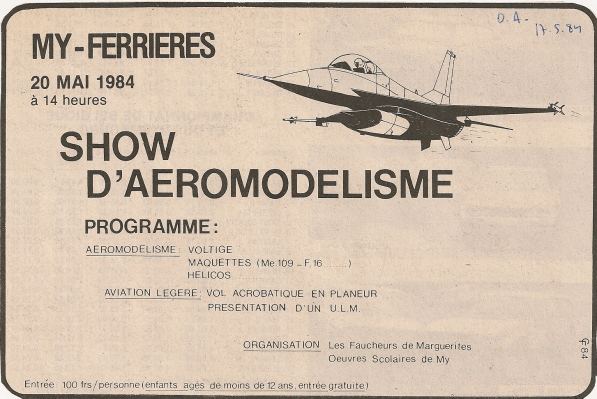 D.A.-
17.5.84
MY-FERRIERES
20 MAI 1984
à 14 heures
SHOW
D'AEROMODELISME
PROGRAMME:
AEROMODELISME: VOLTIGE
MAQUETTES (Me.109 - F.16 ........)
HELICOS........
AVIATION LEGERE: VOL ACROBATIQUE EN PLANEUR
PRESENTATION D'UN U.L.M.
ORGANISATION Les Faucheurs de Marguerites
Oeuvres Scolaires de My
Entrée 100 frs/personne (enfants agés de moins de 12 ans, entrée gratuite)